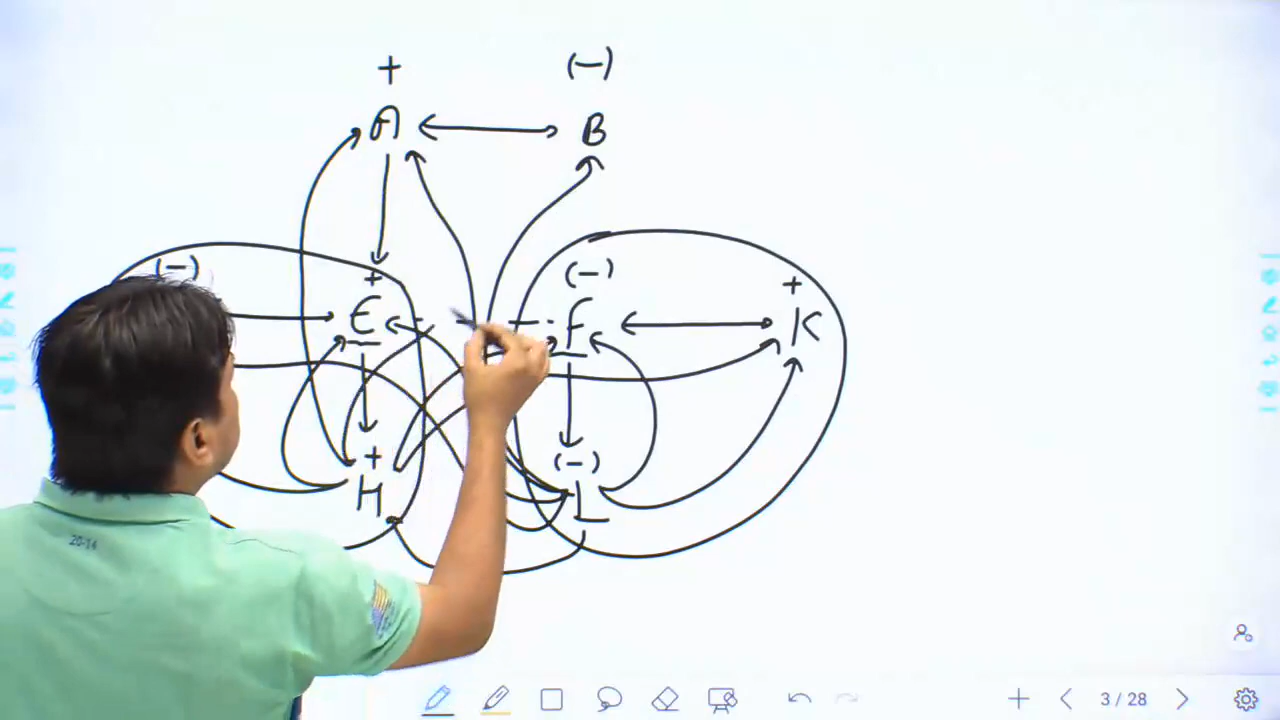 + (−)
A B
(−) + (−) +
E F K
+ (−)
H L
20-14
3 / 28